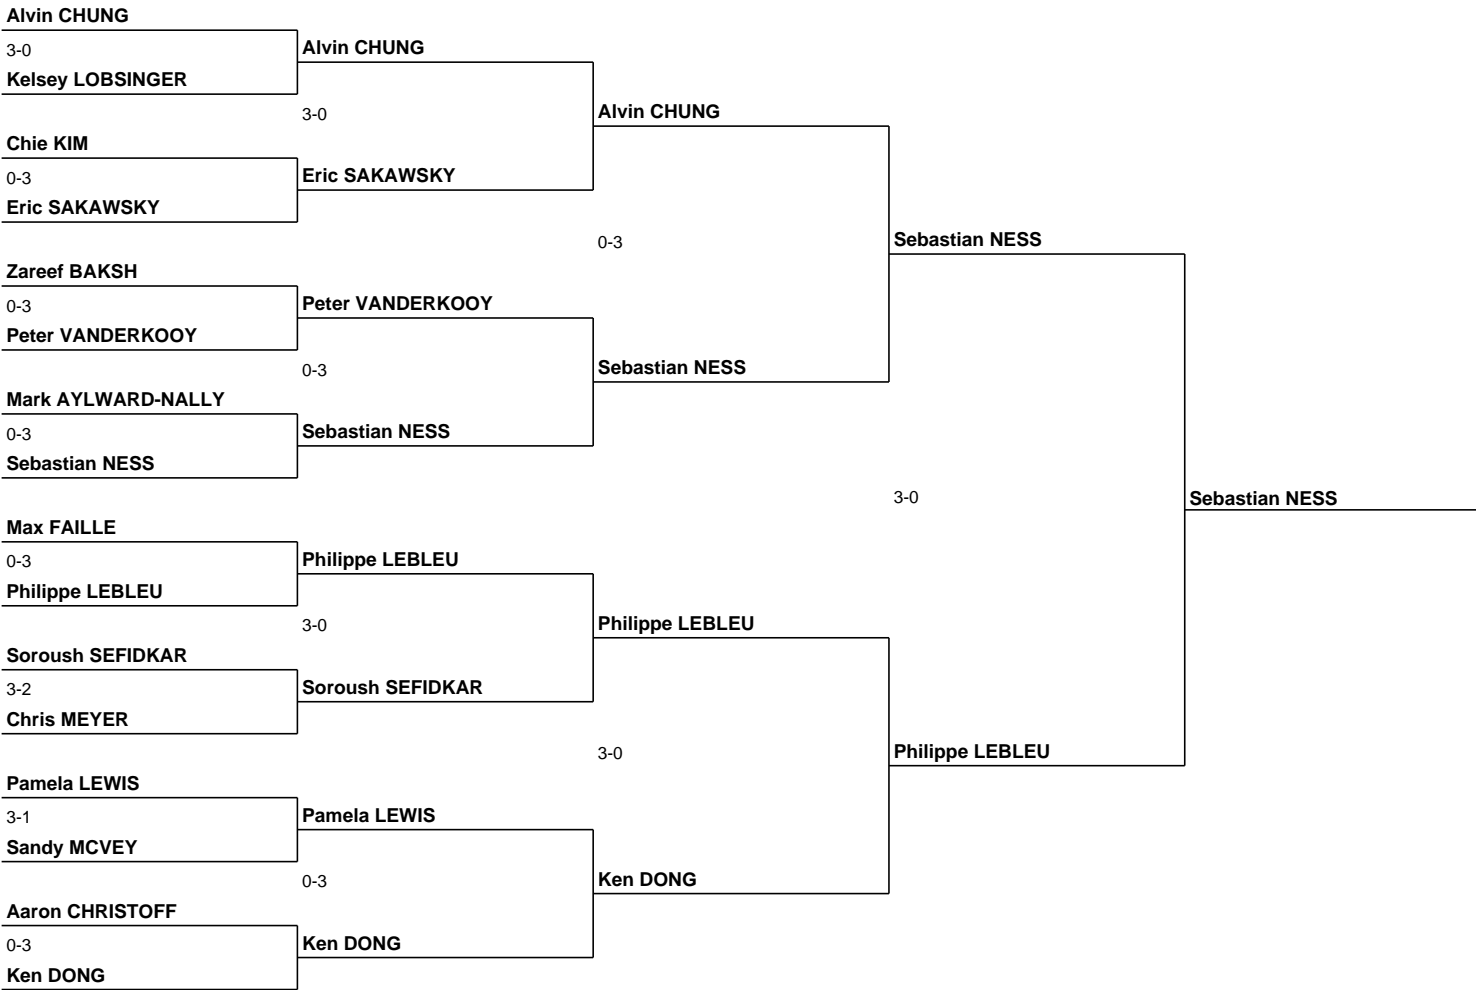 Alvin CHUNG
3-0
Kelsey LOBSINGER
Chie KIM
0-3
Eric SAKAWSKY
Zareef BAKSH
0-3
Peter VANDERKOOY
Mark AYLWARD-NALLY
0-3
Sebastian NESS
Max FAILLE
0-3
Philippe LEBLEU
Soroush SEFIDKAR
3-2
Chris MEYER
Pamela LEWIS
3-1
Sandy MCVEY
Aaron CHRISTOFF
0-3
Ken DONG
Alvin CHUNG
3-0
Eric SAKAWSKY
Peter VANDERKOOY
0-3
Sebastian NESS
Philippe LEBLEU
3-0
Soroush SEFIDKAR
Pamela LEWIS
0-3
Ken DONG
Alvin CHUNG
0-3
Sebastian NESS
Philippe LEBLEU
3-0
Ken DONG
Sebastian NESS
3-0
Philippe LEBLEU
Sebastian NESS